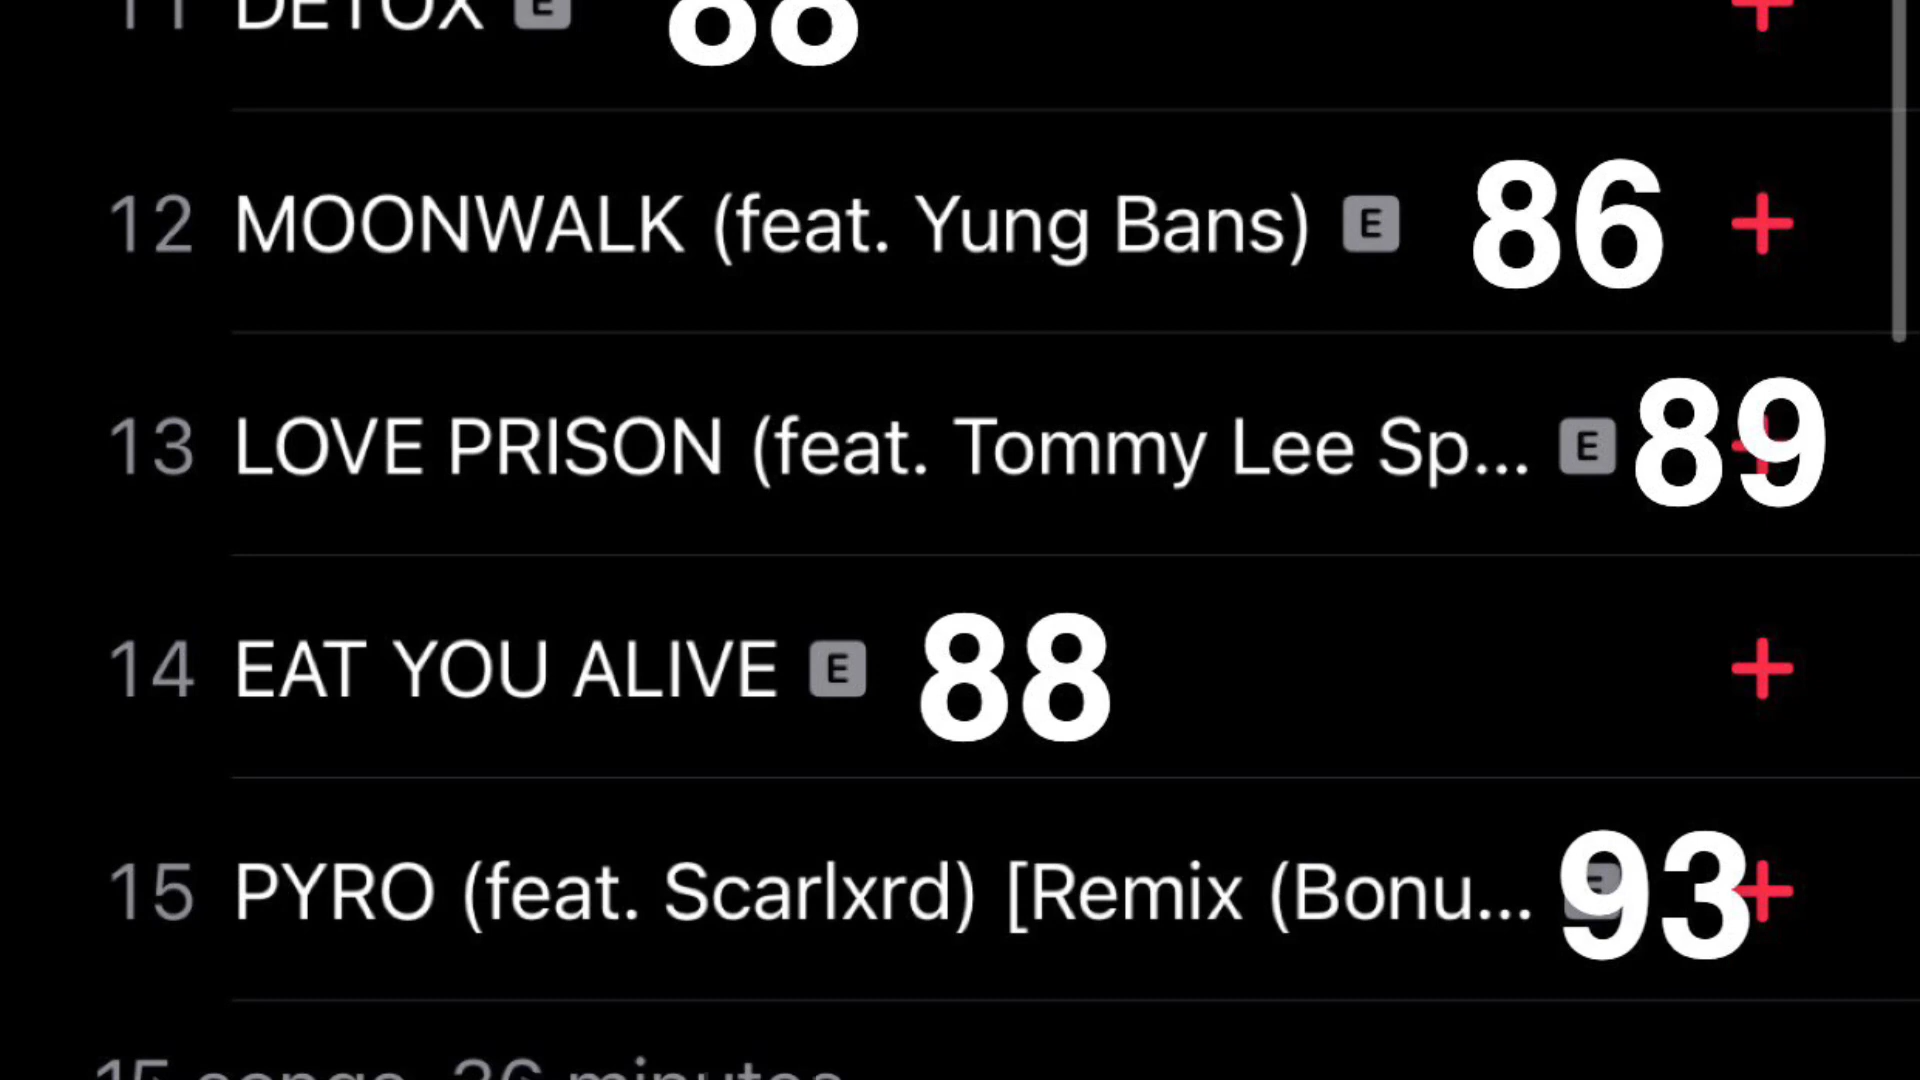 11 DETOX E 88
12 MOONWALK (feat. Yung Bans) E 86
13 LOVE PRISON (feat. Tommy Lee Sp... E 89
14 EAT YOU ALIVE E 88
15 PYRO (feat. Scarlxrd) [Remix (Bonu... E 93
15 songs, 36 minutes